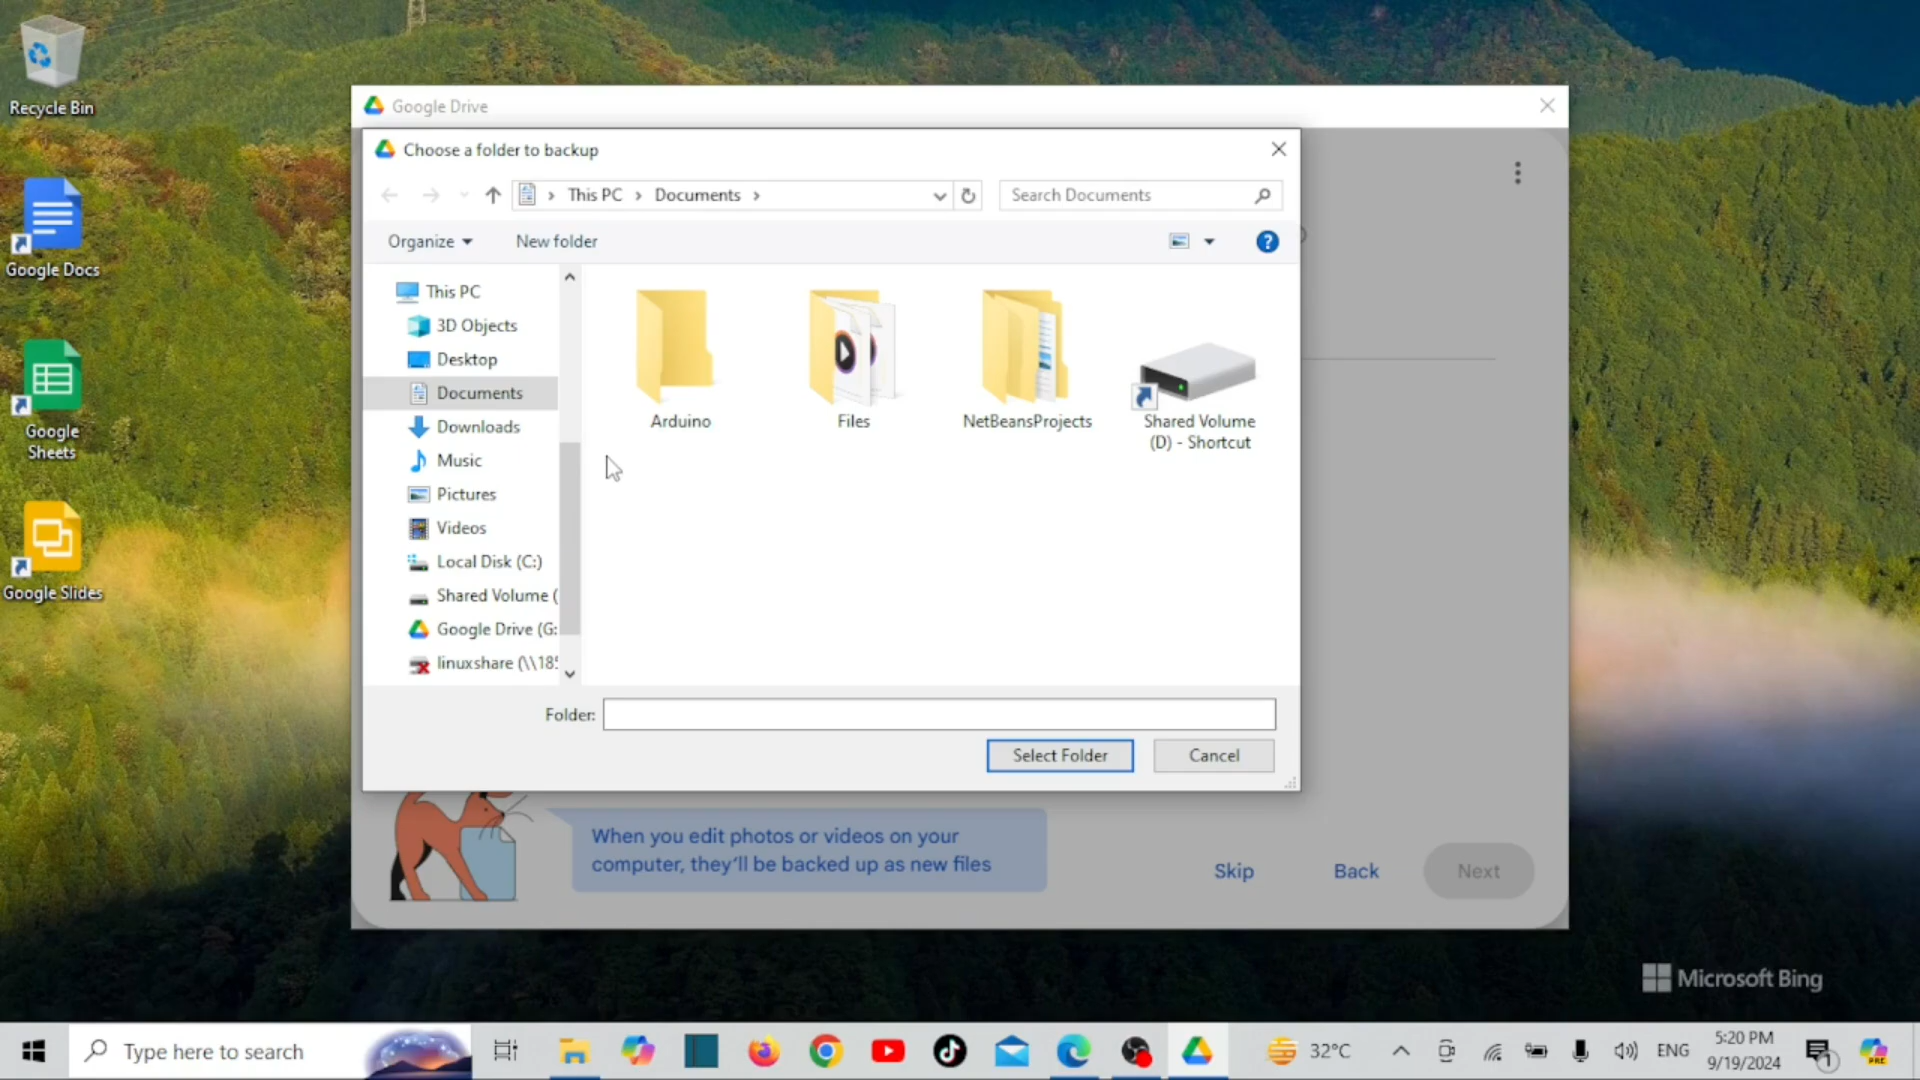 Recycle Bin
Google Docs
Google
Sheets
Google Slides
Google Drive
Choose a folder to backup
This PC
Documents
Search Documents
Organize
New folder
This PC
3D Objects
Desktop
Documents
Downloads
Music
Pictures
Videos
Local Disk (C:)
Shared Volume (
Google Drive (G:
linuxshare (\\185
Arduino
Files
NetBeansProjects
Shared Volume
(D) - Shortcut
Folder:
Select Folder
Cancel
When you edit photos or videos on your
computer, they'll be backed up as new files
Skip
Back
Next
Microsoft Bing
Type here to search
32°C
ENG
5:20 PM
9/19/2024
1
PRE